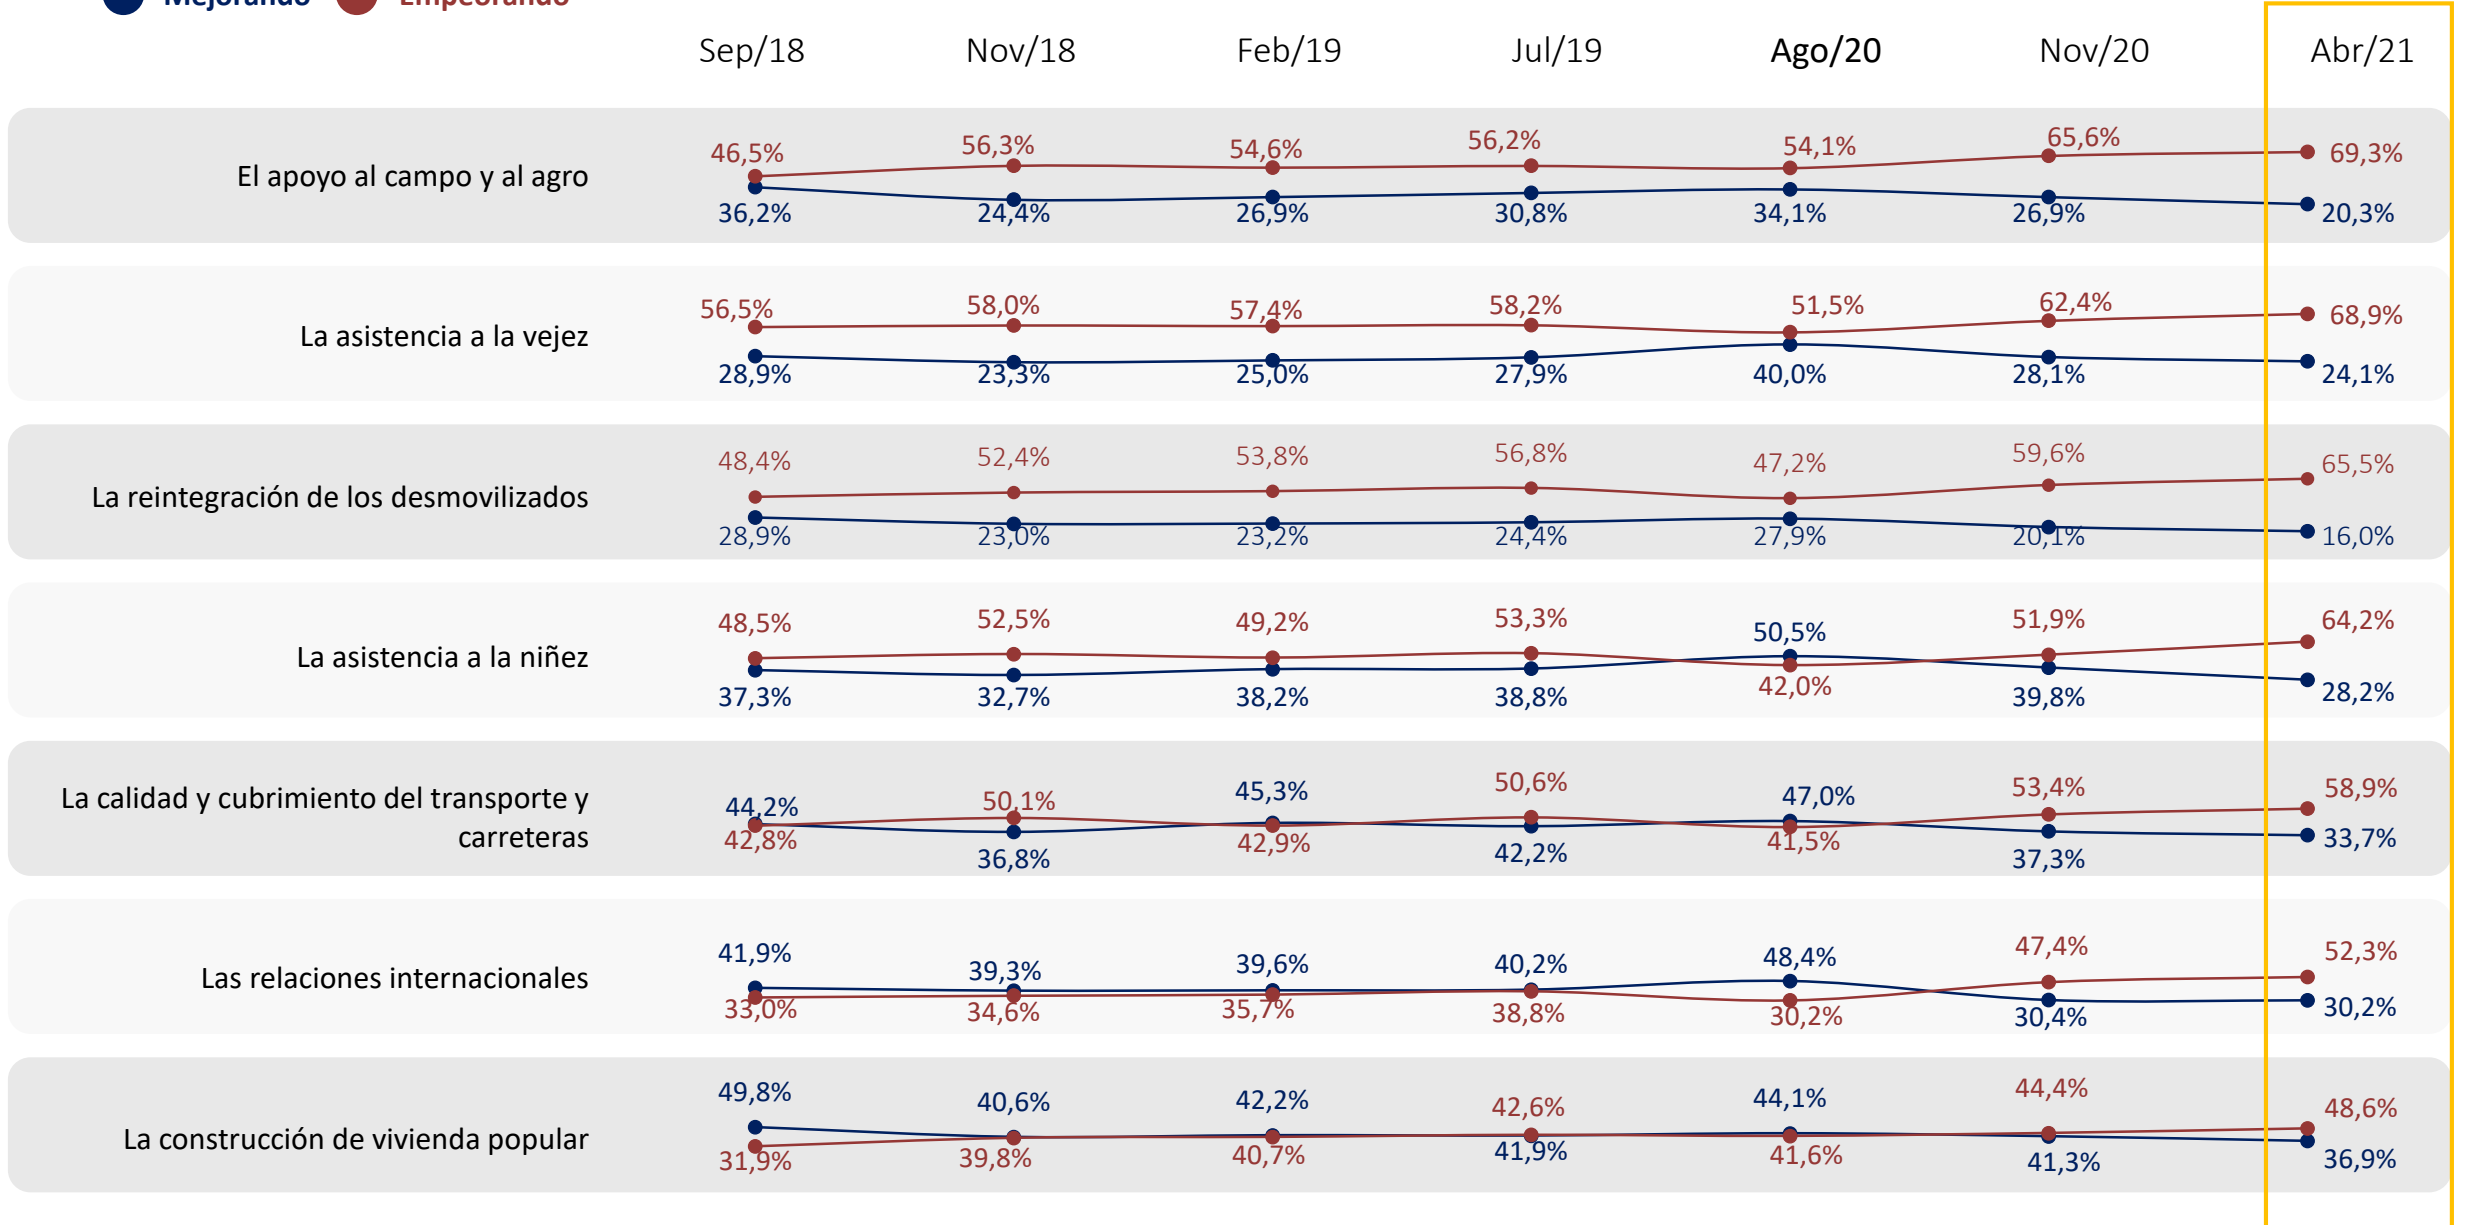 Mejorando Empeorando
Sep/18 Nov/18 Feb/19 Jul/19 Ago/20 Nov/20 Abr/21
46,5% 56,3% 54,6% 56,2% 54,1% 65,6% 69,3%
El apoyo al campo y al agro
36,2% 24,4% 26,9% 30,8% 34,1% 26,9% 20,3%
56,5% 58,0% 57,4% 58,2% 51,5% 62,4% 68,9%
La asistencia a la vejez
28,9% 23,3% 25,0% 27,9% 40,0% 28,1% 24,1%
48,4% 52,4% 53,8% 56,8% 47,2% 59,6% 65,5%
La reintegración de los desmovilizados
28,9% 23,0% 23,2% 24,4% 27,9% 20,1% 16,0%
48,5% 52,5% 49,2% 53,3% 50,5% 51,9% 64,2%
La asistencia a la niñez
37,3% 32,7% 38,2% 38,8% 42,0% 39,8% 28,2%
44,2% 50,1% 45,3% 50,6% 47,0% 53,4% 58,9%
La calidad y cubrimiento del transporte y
carreteras
42,8% 36,8% 42,9% 42,2% 41,5% 37,3% 33,7%
41,9% 39,3% 39,6% 40,2% 48,4% 47,4% 52,3%
Las relaciones internacionales
33,0% 34,6% 35,7% 38,8% 30,2% 30,4% 30,2%
49,8% 40,6% 42,2% 42,6% 44,1% 44,4% 48,6%
La construcción de vivienda popular
31,9% 39,8% 40,7% 41,9% 41,6% 41,3% 36,9%